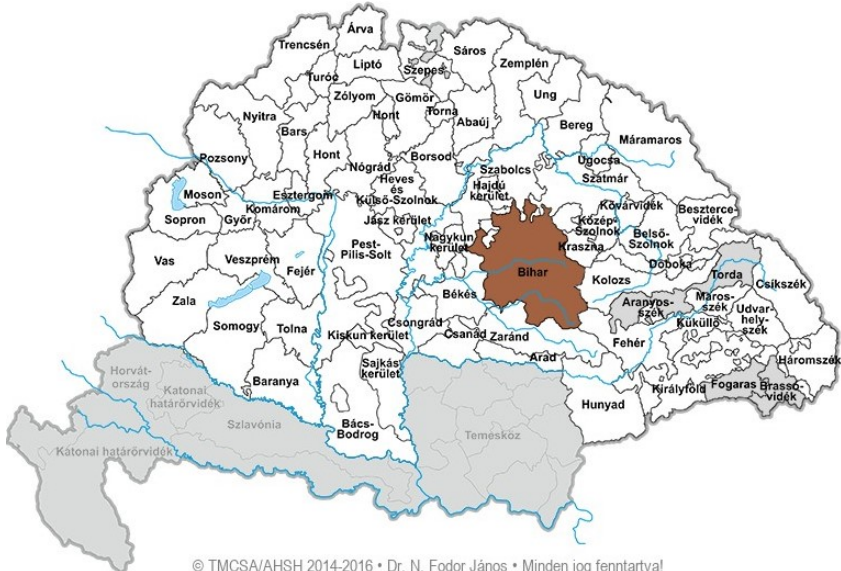 Árva
Trencsén
Liptó
Sáros
Zemplén
Szepes
Turóc
Zólyom
Gömör
Ung
Nyitra
Hont
Torna
Abaúj
Bereg
Bars
Máramaros
Pozsony
Hont
Nógrád
Borsod
Ugocsa
Szabolcs
Szatmár
Heves
és
Külső-Szolnok
Hajdú
kerület
Moson
Esztergom
Komárom
Sopron
Győr
Jász kerület
Kővárvidék
Közép-
Szolnok
Beszterce-
vidék
Belső-
Szolnok
Kraszna
Nagykun
kerület
Pest-
Pilis-Solt
Vas
Veszprém
Fejér
Doboka
Bihar
Kolozs
Torda
Csíkszék
Zala
Békés
Aranyos-
szék
Maros-
szék
Udvar-
hely-
szék
Somogy
Tolna
Csongrád
Küküllő
Kiskun kerület
Csanád
Zaránd
Fehér
Arad
Háromszék
Sajkás
kerület
Horvát-
ország
Baranya
Katonai
határőrvidék
Királyföld
Fogaras
Brassó-
vidék
Hunyad
Bács-
Bodrog
Szlavónia
Temesköz
Katonai határőrvidék
© TMCSA/AHSH 2014-2016 • Dr. N. Fodor János • Minden jog fenntartva!